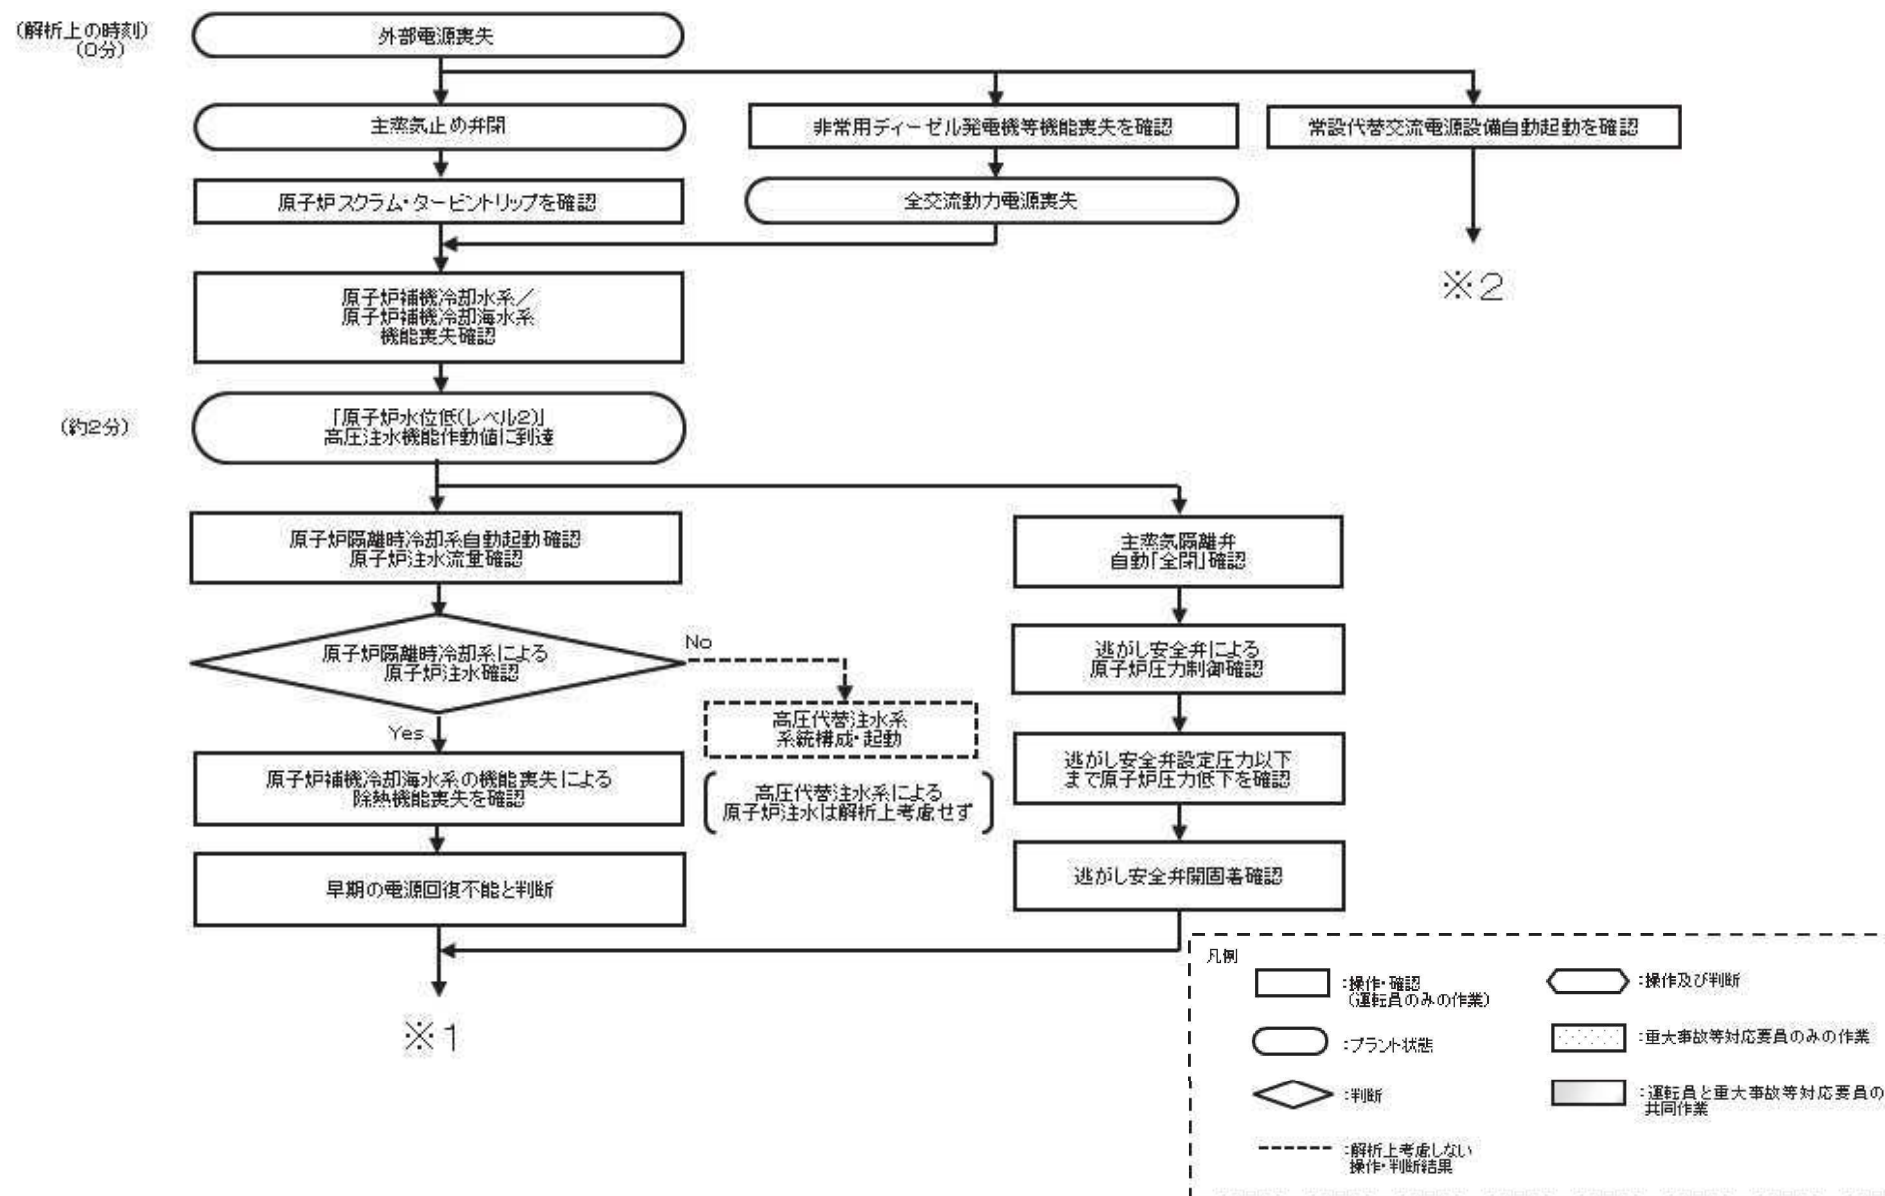 (解析上の時刻)
(0分)
外部電源喪失
主蒸気止め弁閉
非常用ディーゼル発電機等機能喪失を確認
常設代替交流電源設備自動起動を確認
原子炉スクラム・タービントリップを確認
全交流動力電源喪失
※2
原子炉補機冷却水系／
原子炉補機冷却海水系
機能喪失確認
(約2分)
「原子炉水位低(レベル2)」
高圧注水機能作動値に到達
原子炉隔離時冷却系自動起動確認
原子炉注水流量確認
主蒸気隔離弁
自動「全閉」確認
原子炉隔離時冷却系による
原子炉注水確認
No
Yes
逃がし安全弁による
原子炉圧力制御確認
高圧代替注水系
系統構成・起動
高圧代替注水系による
原子炉注水は解析上考慮せず
逃がし安全弁設定圧力以下
まで原子炉圧力低下を確認
原子炉補機冷却海水系の機能喪失による
除熱機能喪失を確認
早期の電源回復不能と判断
逃がし安全弁開固着確認
※1
凡例
：操作・確認
(運転員のみの作業)
：操作及び判断
：プラント状態
：重大事故等対応要員のみの作業
：判断
：運転員と重大事故等対応要員の
共同作業
：解析上考慮しない
操作・判断結果